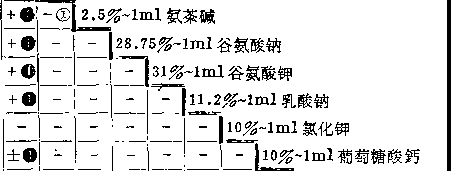 + ❶ - ① 2.5%~1ml 氨茶碱
+ ❶ - - 28.75%~1ml 谷氨酸钠
- - - 31%~1ml 谷氨酸钾
+ ❶ - - - - 11.2%~1ml 乳酸钠
- - - - - - 10%~1ml 氯化钾
± ❶ - - - - - 10%~1ml 葡萄糖酸鈣